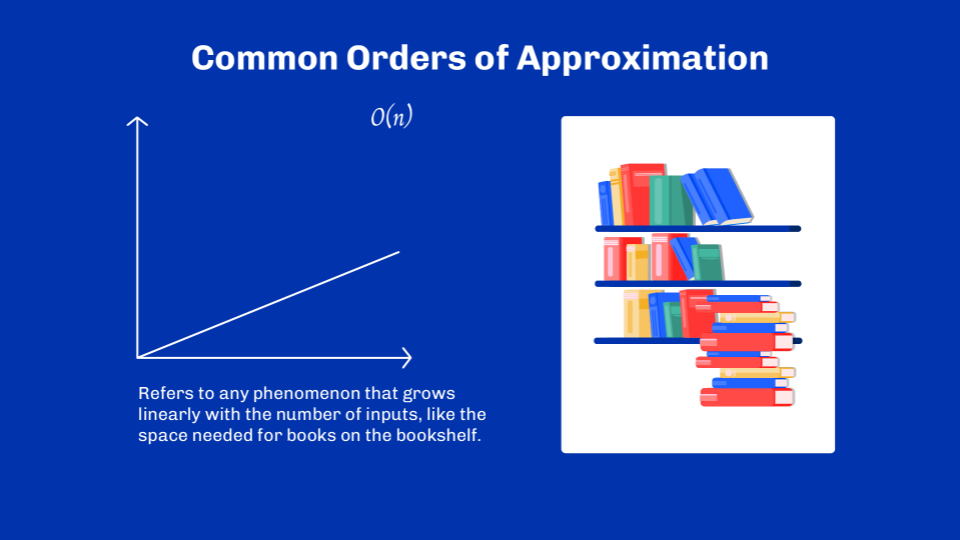 Common Orders of Approximation
O(n)
Refers to any phenomenon that grows
linearly with the number of inputs, like the
space needed for books on the bookshelf.